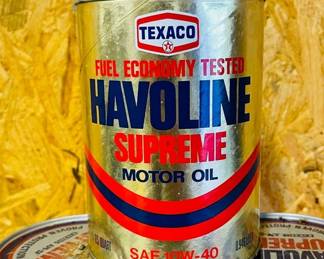 TEXACO
FUEL ECONOMY TESTED
HAVOLINE
SUPREME
MOTOR OIL
SAE 10W-40